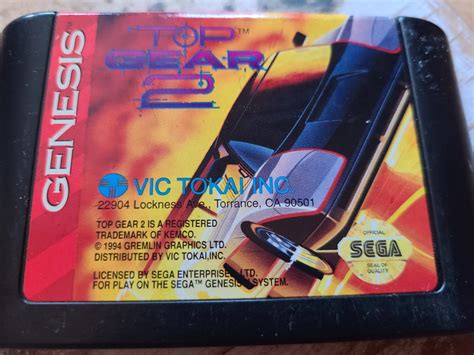 GENESIS
TOP™
GEAR
2
VIC TOKAI INC.
22904 Lockness Ave., Torrance, CA 90501
TOP GEAR 2 IS A REGISTERED
TRADEMARK OF KEMCO.
© 1994 GREMLIN GRAPHICS LTD.
DISTRIBUTED BY VIC TOKAI, INC.
LICENSED BY SEGA ENTERPRISES, LTD.
FOR PLAY ON THE SEGA™ GENESIS™ SYSTEM.
OFFICIAL
SEGA
SEAL OF
QUALITY